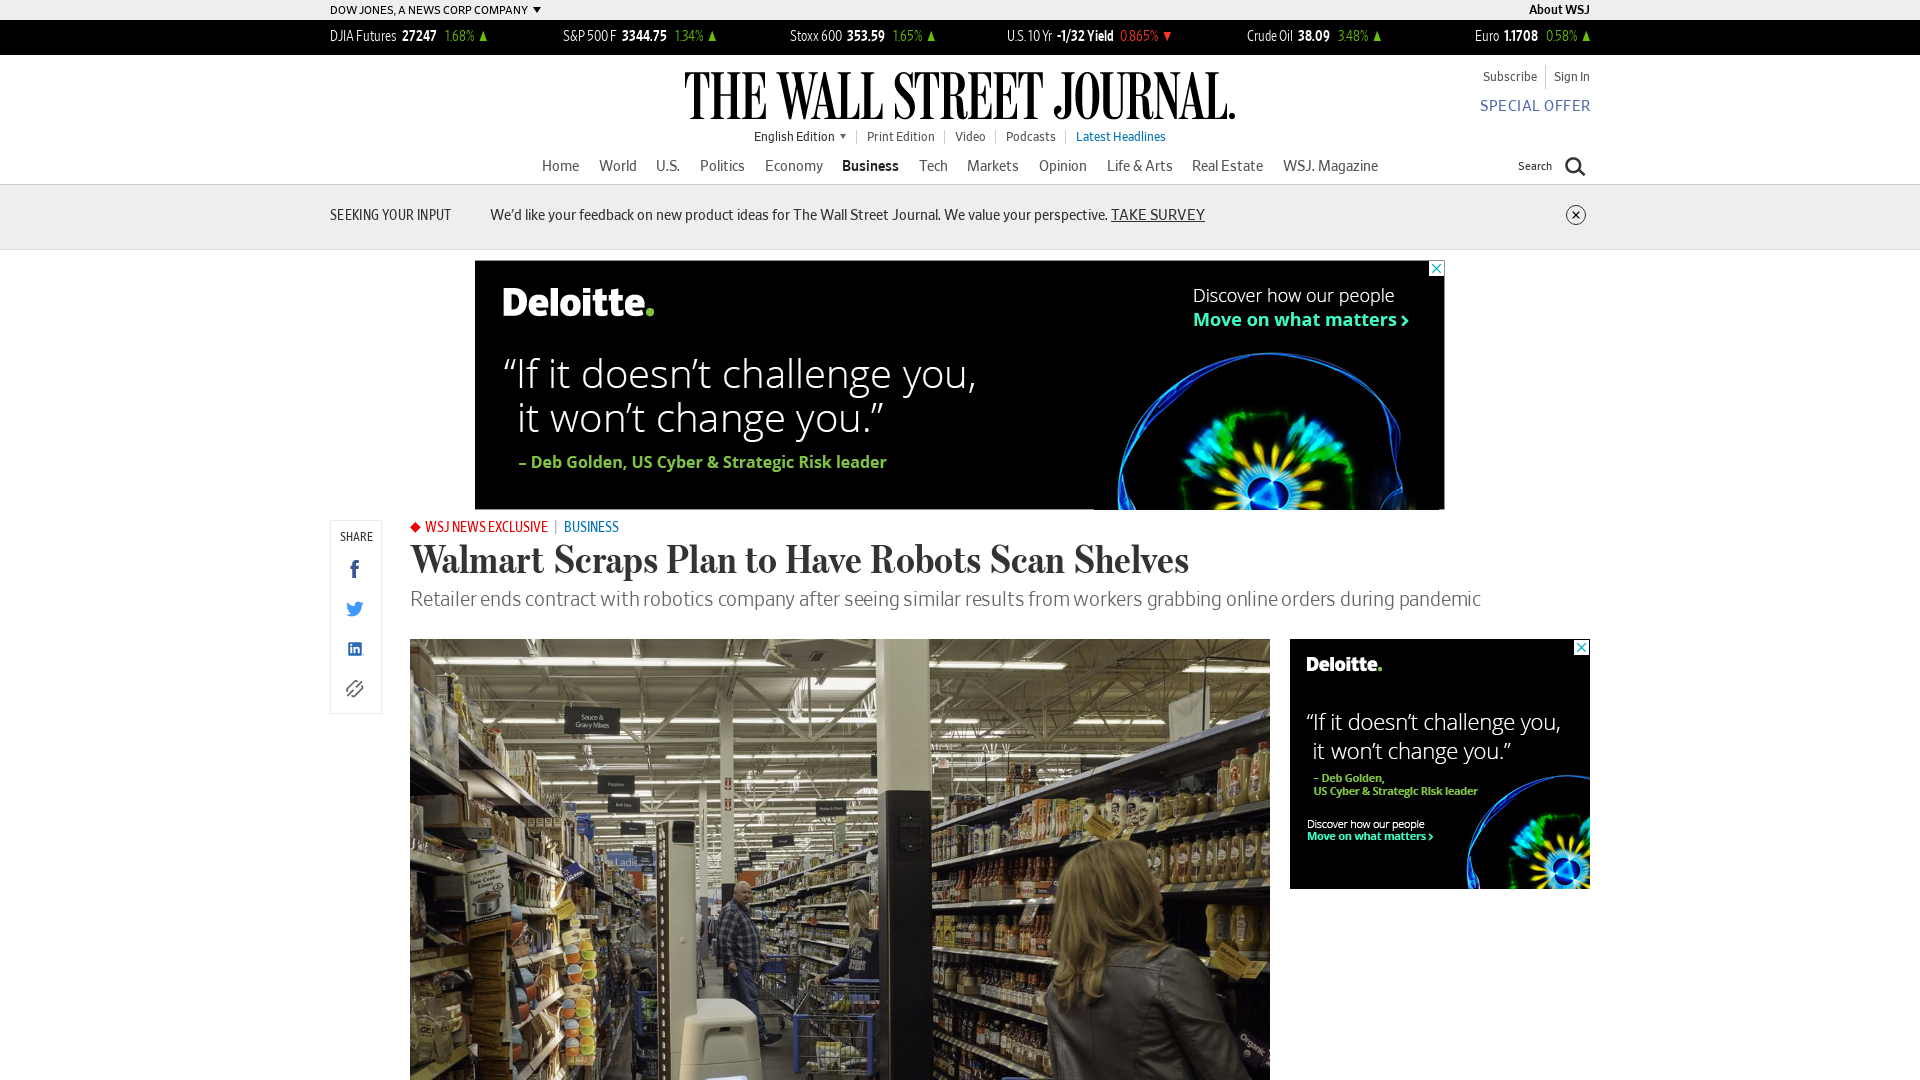 DOW JONES, A NEWS CORP COMPANY
About WSJ
DJIA Futures 27247 1.68%
S&P 500 F 3344.75 1.34%
Stoxx 600 353.59 1.65%
U.S. 10 Yr -1/32 Yield 0.865%
Crude Oil 38.09 3.48%
Euro 1.1708 0.58%
THE WALL STREET JOURNAL.
Subscribe
Sign In
SPECIAL OFFER
English Edition
Print Edition
Video
Podcasts
Latest Headlines
Home
World
U.S.
Politics
Economy
Business
Tech
Markets
Opinion
Life & Arts
Real Estate
WSJ. Magazine
Search
SEEKING YOUR INPUT
We’d like your feedback on new product ideas for The Wall Street Journal. We value your perspective. TAKE SURVEY
Deloitte.
Discover how our people
Move on what matters
“If it doesn’t challenge you,
it won’t change you.”
– Deb Golden, US Cyber & Strategic Risk leader
SHARE
WSJ NEWS EXCLUSIVE | BUSINESS
Walmart Scraps Plan to Have Robots Scan Shelves
Retailer ends contract with robotics company after seeing similar results from workers grabbing online orders during pandemic
Sauce &
Gravy Mixes
Slow Cooker
Liners
Organic
Deloitte.
“If it doesn’t challenge you,
it won’t change you.”
– Deb Golden,
US Cyber & Strategic Risk leader
Discover how our people
Move on what matters